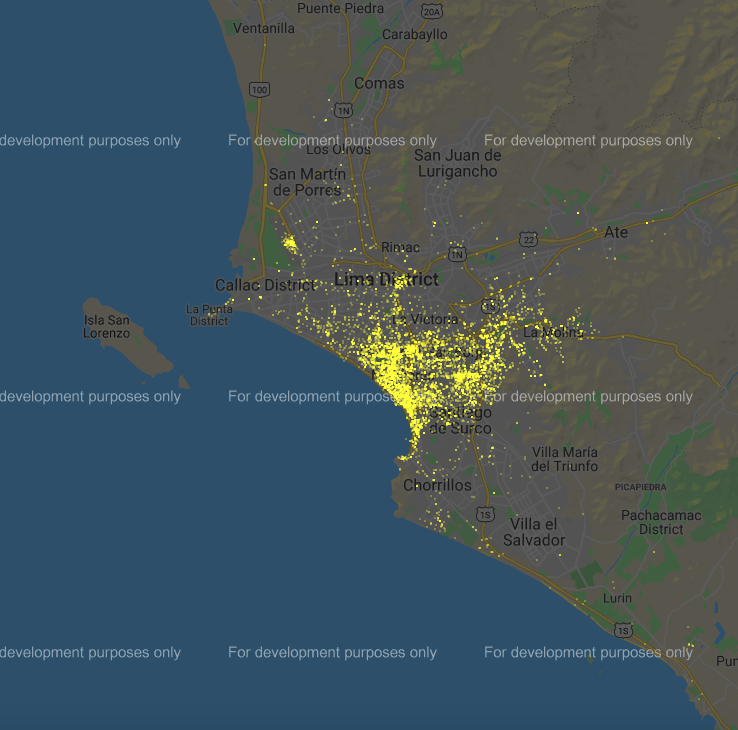 Puente Piedra
20A
Ventanilla
Carabayllo
Comas
100
1N
development purposes only
For development purposes only
For development purposes only
Los Olivos
San Juan de
Lurigancho
San Martín
de Porres
Ate
22
Rimac
1N
Lima District
Callao District
La Punta
District
Isla San
Lorenzo
La Victoria
La Molina
development purposes only
For development purposes only
For development purposes only
Santiago
de Surco
Villa María
del Triunfo
Chorrillos
PICAPIEDRA
1S
Pachacamac
District
Villa el
Salvador
Lurin
1S
development purposes only
For development purposes only
For development purposes only
Pun